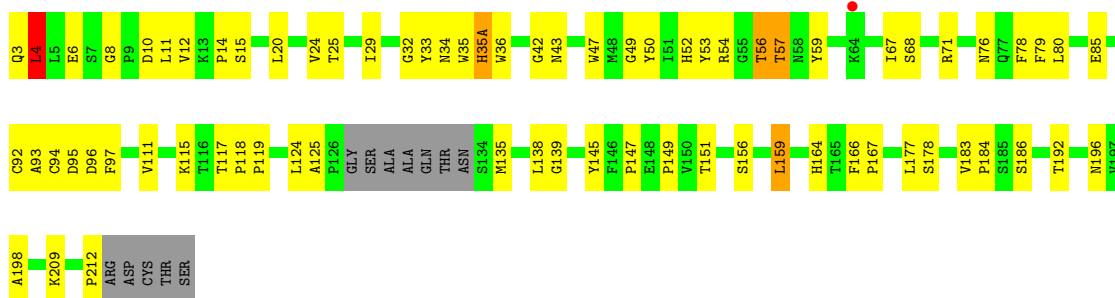 Q3 L4 L5 E6 S7 G8 P9 D10 L11 V12 K13 P14 S15 L20 V24 T25 I29 G32 Y33 N34 W35 H35A W36 G42 N43 W47 M48 G49 Y50 I51 H52 Y53 R54 G55 T56 T57 N58 Y59 K64 I67 S68 R71 N76 Q77 F78 F79 L80 E85
C92 A93 C94 D95 D96 F97 V111 K115 T116 T117 P118 P119 L124 A125 P126 GLY SER ALA ALA GLN THR ASN S134 M135 L138 G139 Y145 F146 P147 E148 P149 V150 T151 S156 L159 H164 T165 F166 P167 L177 S178 V183 P184 S185 S186 T192 N196 V197
A198 K209 P212 ARG ASP CYS THR SER